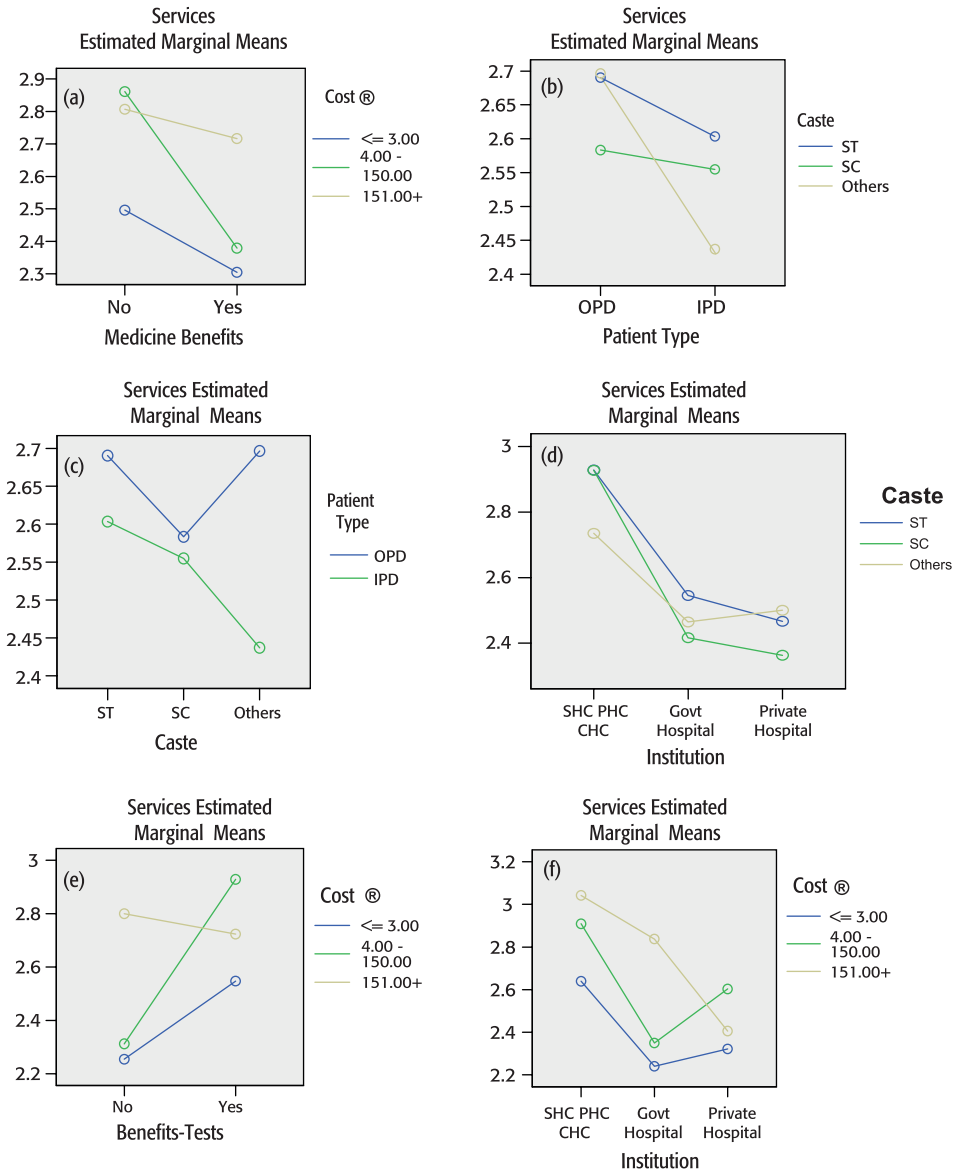 Services
Estimated Marginal Means
(a)
2.9
2.8
2.7
2.6
2.5
2.4
2.3
No
Yes
Medicine Benefits
Cost ®
<= 3.00
4.00 -
150.00
151.00+
Services
Estimated Marginal Means
(b)
2.7
2.65
2.6
2.55
2.5
2.45
2.4
OPD
IPD
Patient Type
Caste
ST
SC
Others
Services Estimated
Marginal Means
(c)
2.7
2.65
2.6
2.55
2.5
2.45
2.4
ST
SC
Others
Caste
Patient
Type
OPD
IPD
Services Estimated
Marginal Means
(d)
3
2.8
2.6
2.4
SHC PHC
CHC
Govt
Hospital
Private
Hospital
Institution
Caste
ST
SC
Others
Services Estimated
Marginal Means
(e)
3
2.8
2.6
2.4
2.2
No
Yes
Benefits-Tests
Cost ®
<= 3.00
4.00 -
150.00
151.00+
Services Estimated
Marginal Means
(f)
3.2
3
2.8
2.6
2.4
2.2
SHC PHC
CHC
Govt
Hospital
Private
Hospital
Institution
Cost ®
<= 3.00
4.00 -
150.00
151.00+